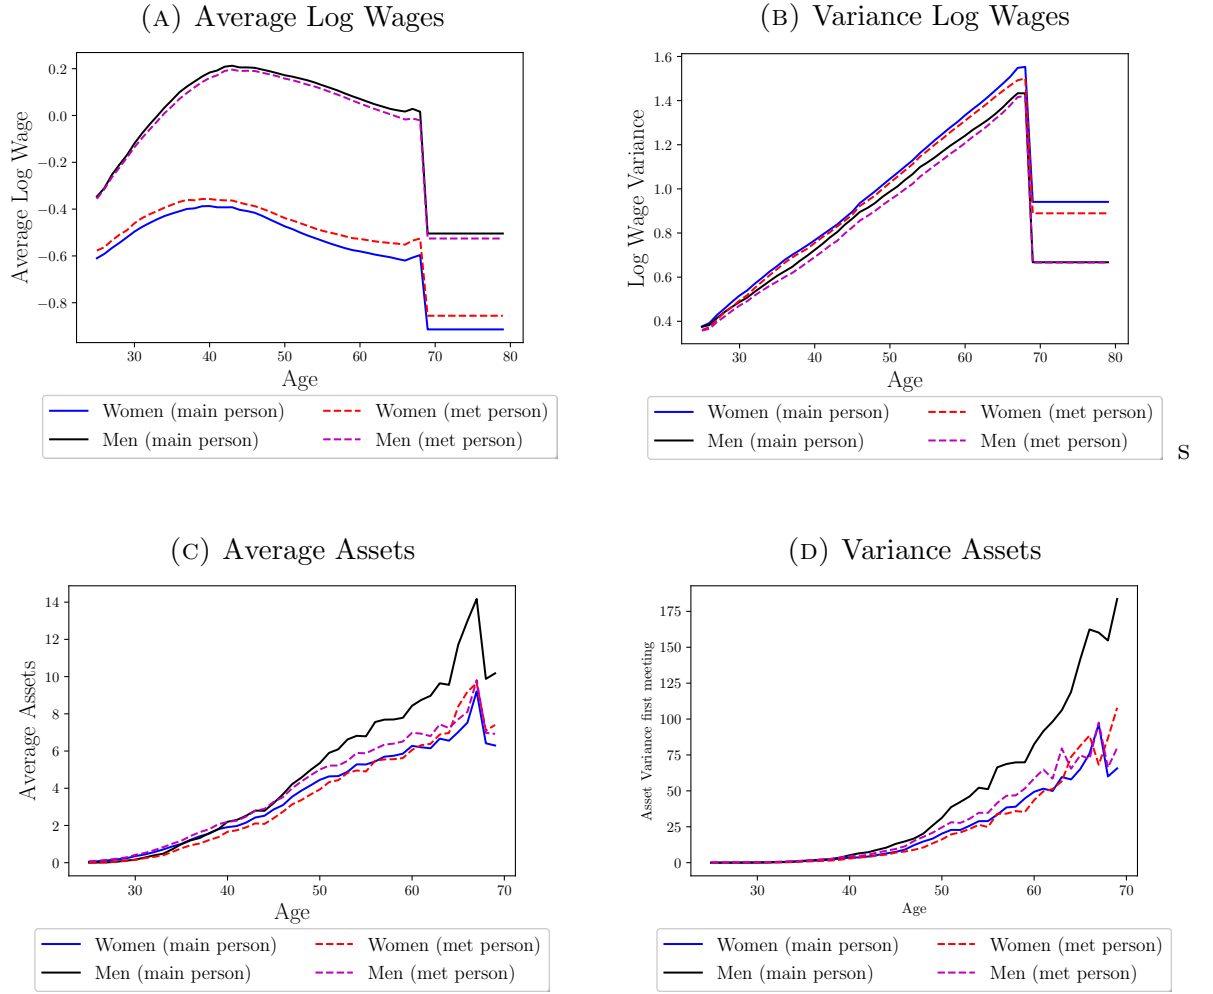 (A) Average Log Wages
Average Log Wage
0.2
0.0
−0.2
−0.4
−0.6
−0.8
30 40 50 60 70 80
Age
Women (main person) Women (met person)
Men (main person) Men (met person)
(B) Variance Log Wages
Log Wage Variance
1.6
1.4
1.2
1.0
0.8
0.6
0.4
30 40 50 60 70 80
Age
Women (main person) Women (met person)
Men (main person) Men (met person)
s
(C) Average Assets
Average Assets
14
12
10
8
6
4
2
0
30 40 50 60 70
Age
Women (main person) Women (met person)
Men (main person) Men (met person)
(D) Variance Assets
Asset Variance first meeting
175
150
125
100
75
50
25
0
30 40 50 60 70
Age
Women (main person) Women (met person)
Men (main person) Men (met person)